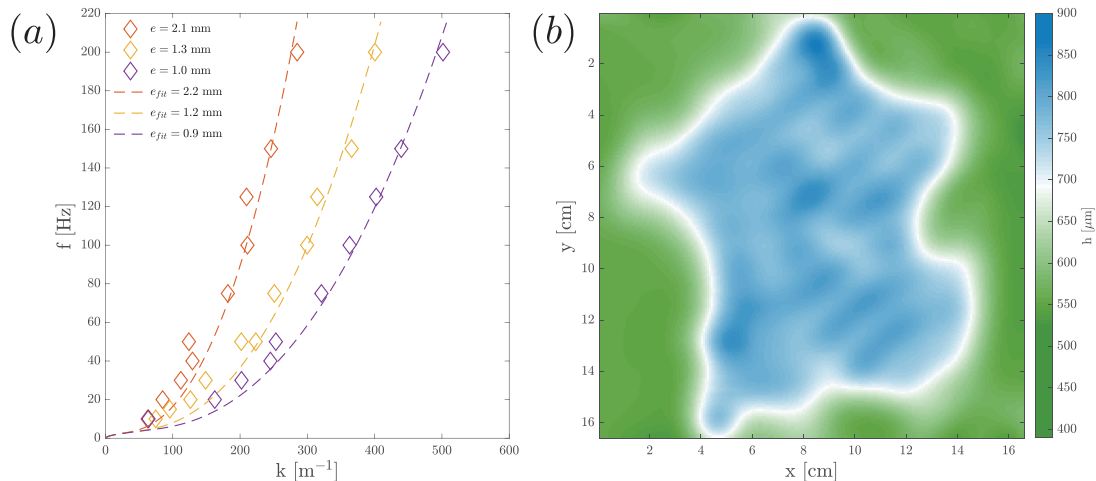 (a)
220
200
180
160
140
120
100
80
60
40
20
0
f [Hz]
e = 2.1 mm
e = 1.3 mm
e = 1.0 mm
e_fit = 2.2 mm
e_fit = 1.2 mm
e_fit = 0.9 mm
0 100 200 300 400 500 600
k [m⁻¹]
(b)
2
4
6
8
10
12
14
16
y [cm]
2 4 6 8 10 12 14 16
x [cm]
900
850
800
750
700
650
600
550
500
450
400
h [μm]